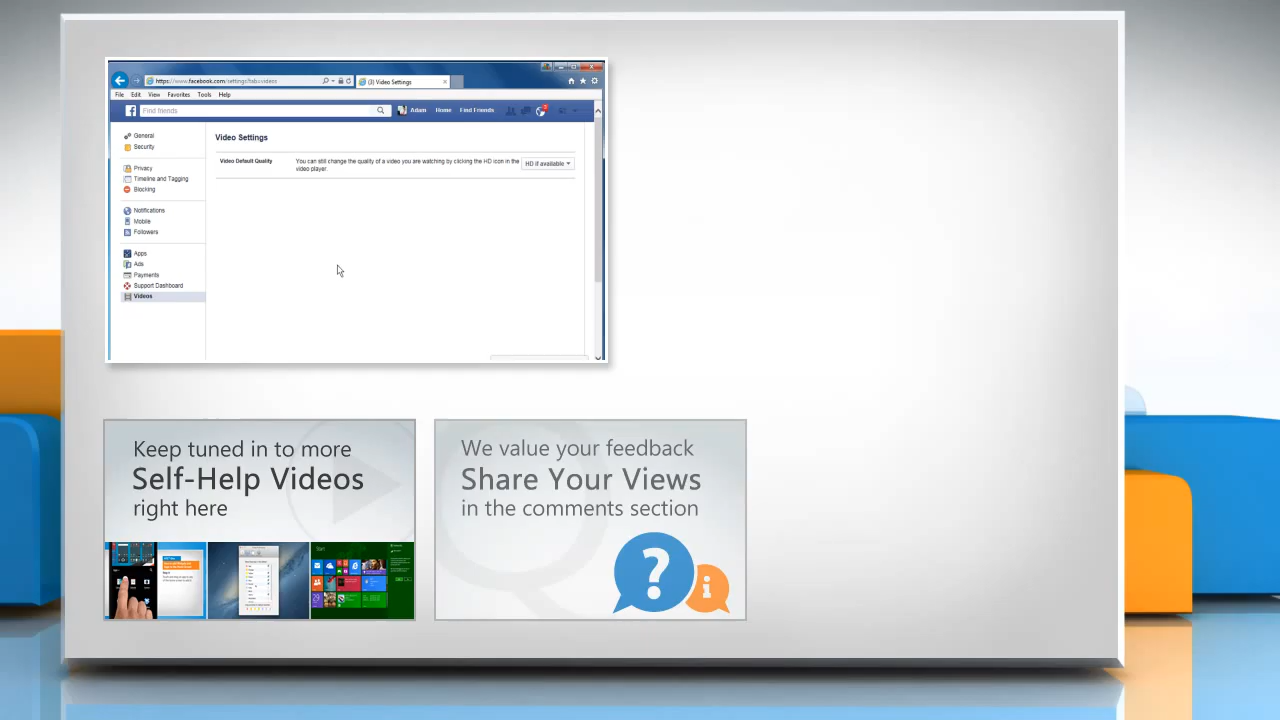 https://www.facebook.com/settings?tab=videos
(3) Video Settings
File Edit View Favorites Tools Help
Find friends
Adam Home Find Friends
General
Security
Privacy
Timeline and Tagging
Blocking
Notifications
Mobile
Followers
Apps
Ads
Payments
Support Dashboard
Videos
Video Settings
Video Default Quality
You can still change the quality of a video you are watching by clicking the HD icon in the
video player.
HD if available
Keep tuned in to more
Self-Help Videos
right here
Start
We value your feedback
Share Your Views
in the comments section
?
i